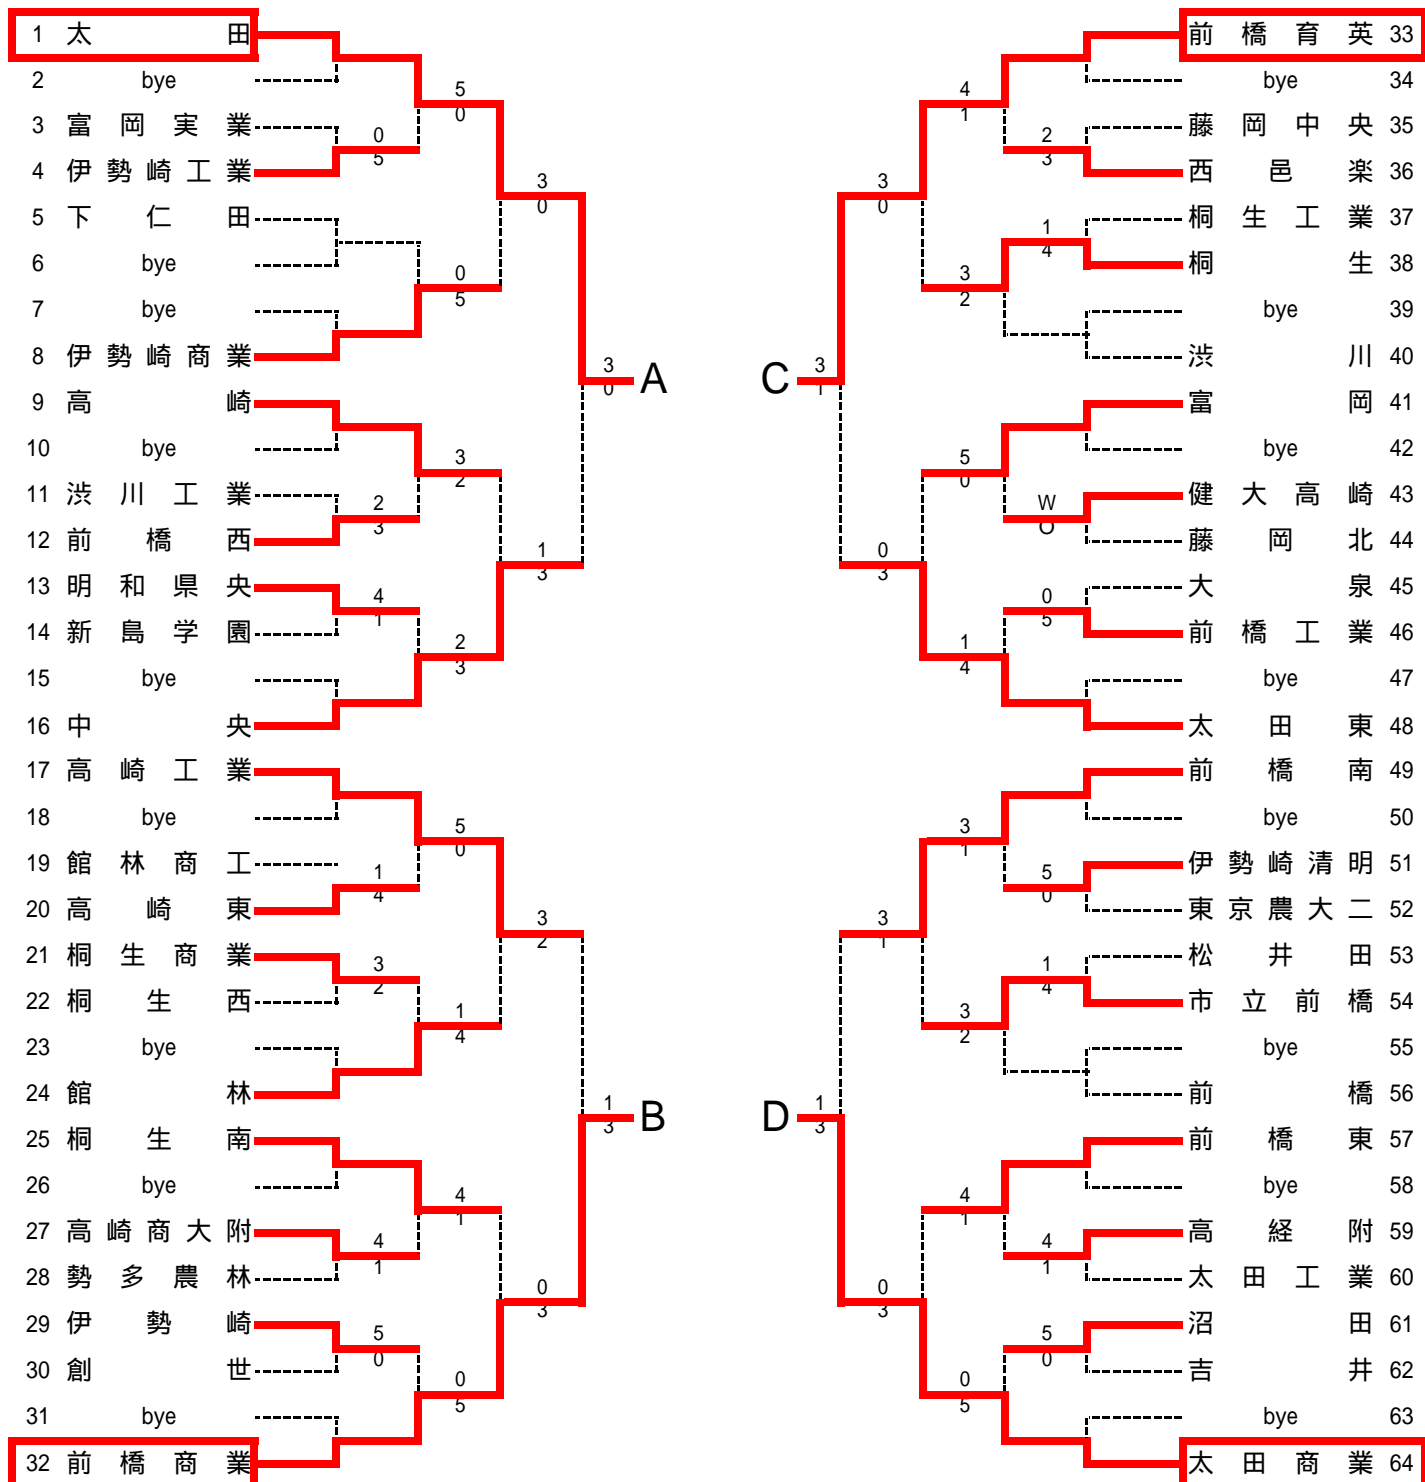 1 太田
2 bye
3 富岡実業
4 伊勢崎工業
5 下仁田
6 bye
7 bye
8 伊勢崎商業
9 高崎
10 bye
11 渋川工業
12 前橋西
13 明和県央
14 新島学園
15 bye
16 中央
17 高崎工業
18 bye
19 館林商工
20 高崎東
21 桐生商業
22 桐生西
23 bye
24 館林
25 桐生南
26 bye
27 高崎商大附
28 勢多農林
29 伊勢崎
30 創世
31 bye
32 前橋商業
0
5
2
3
4
1
1
4
3
2
4
1
5
0
5
0
0
5
3
2
2
3
5
0
1
4
4
1
0
5
3
0
1
3
3
2
0
3
3
0
A
1
3
B
C
3
1
D
1
3
3
0
0
3
3
1
0
3
4
1
3
2
5
0
1
4
3
1
3
2
4
1
0
5
2
3
1
4
W
O
0
5
5
0
1
4
4
1
5
0
前橋育英 33
bye 34
藤岡中央 35
西邑楽 36
桐生工業 37
桐生 38
bye 39
渋川 40
富岡 41
bye 42
健大高崎 43
藤岡北 44
大泉 45
前橋工業 46
bye 47
太田東 48
前橋南 49
bye 50
伊勢崎清明 51
東京農大二 52
松井田 53
市立前橋 54
bye 55
前橋 56
前橋東 57
bye 58
高経附 59
太田工業 60
沼田 61
吉井 62
bye 63
太田商業 64